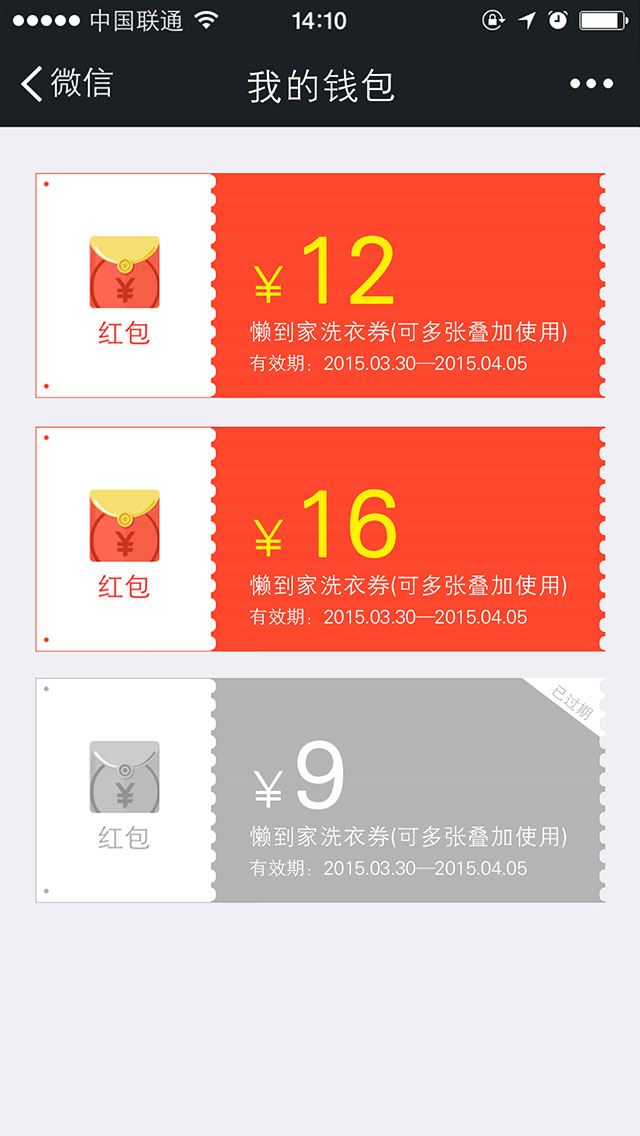 中国联通 14:10
微信 我的钱包
¥12
红包
懒到家洗衣券(可多张叠加使用)
有效期：2015.03.30—2015.04.05
¥16
红包
懒到家洗衣券(可多张叠加使用)
有效期：2015.03.30—2015.04.05
已过期
¥9
红包
懒到家洗衣券(可多张叠加使用)
有效期：2015.03.30—2015.04.05